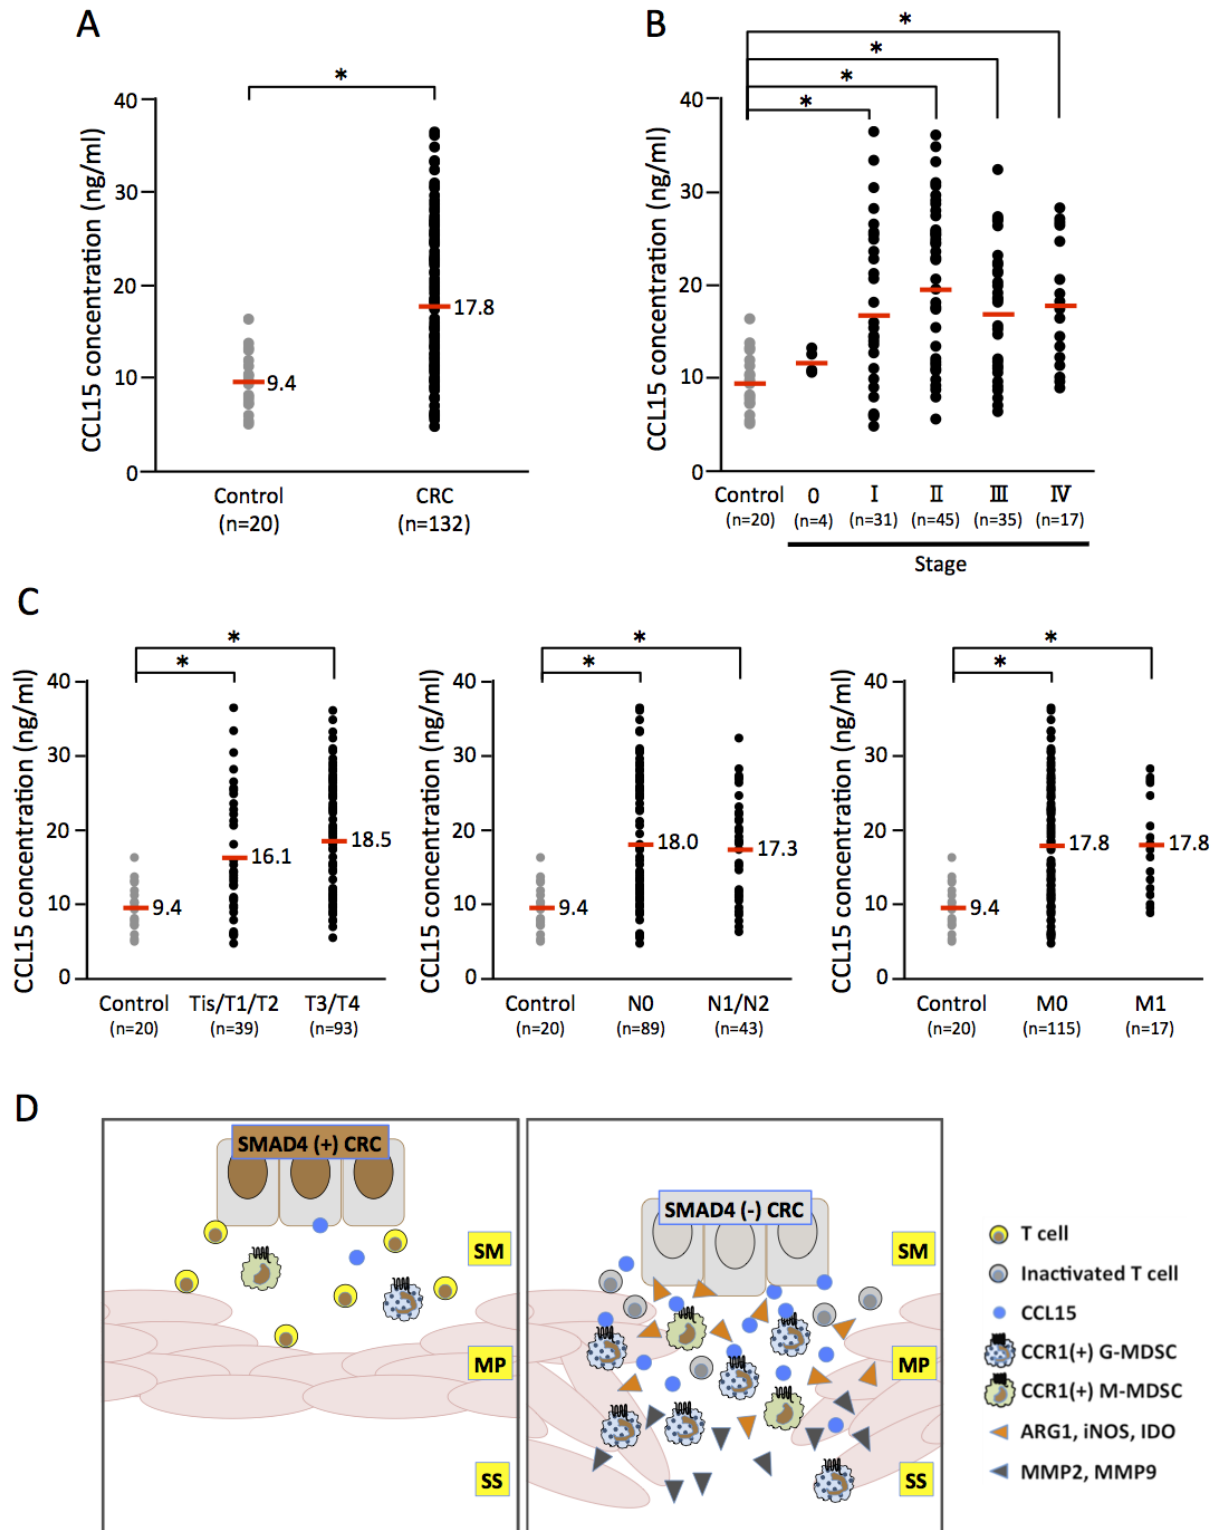 A
*
CCL15 concentration (ng/ml)
40
30
20
10
0
9.4
17.8
Control
(n=20)
CRC
(n=132)
B
*
*
*
*
CCL15 concentration (ng/ml)
40
30
20
10
0
Control
(n=20)
0
(n=4)
I
(n=31)
II
(n=45)
III
(n=35)
IV
(n=17)
Stage
C
*
*
CCL15 concentration (ng/ml)
40
30
20
10
0
9.4
16.1
18.5
Control
(n=20)
Tis/T1/T2
(n=39)
T3/T4
(n=93)
*
*
CCL15 concentration (ng/ml)
40
30
20
10
0
9.4
18.0
17.3
Control
(n=20)
N0
(n=89)
N1/N2
(n=43)
*
*
CCL15 concentration (ng/ml)
40
30
20
10
0
9.4
17.8
17.8
Control
(n=20)
M0
(n=115)
M1
(n=17)
D
SMAD4 (+) CRC
SM
MP
SS
SMAD4 (-) CRC
SM
MP
SS
T cell
Inactivated T cell
CCL15
CCR1(+) G-MDSC
CCR1(+) M-MDSC
ARG1, iNOS, IDO
MMP2, MMP9